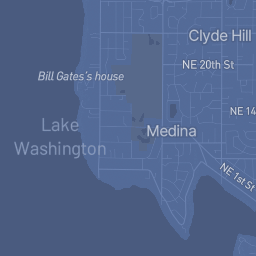 Clyde Hill
NE 20th St
Bill Gates's house
NE 14
Lake
Washington
Medina
NE 1st St